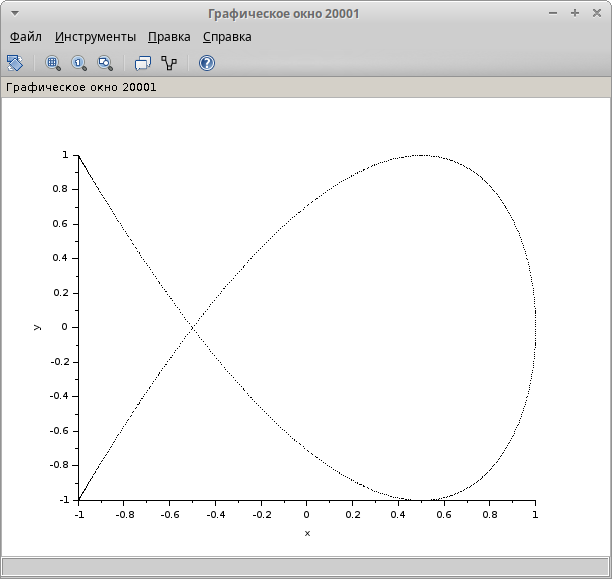 Графическое окно 20001
Файл Инструменты Правка Справка
Графическое окно 20001
1
0.8
0.6
0.4
0.2
0
-0.2
-0.4
-0.6
-0.8
-1
y
-1 -0.8 -0.6 -0.4 -0.2 0 0.2 0.4 0.6 0.8 1
x